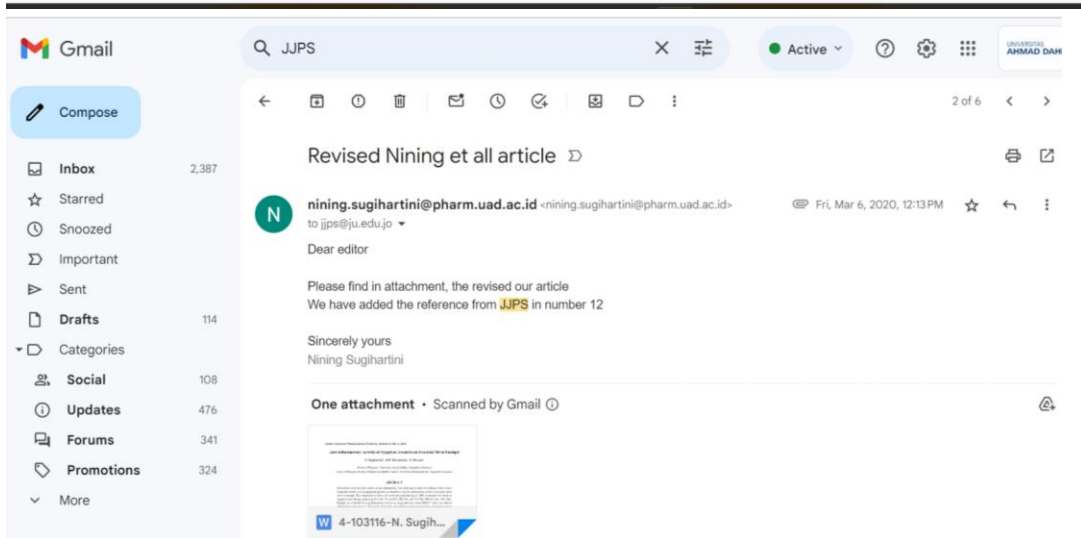 Gmail
JJPS
Active
UNIVERSITAS
AHMAD DAH
Compose
2 of 6
Inbox 2,387
Starred
Snoozed
Important
Sent
Drafts 114
Categories
Social 108
Updates 476
Forums 341
Promotions 324
More
Revised Nining et all article
N
nining.sugihartini@pharm.uad.ac.id <nining.sugihartini@pharm.uad.ac.id> Fri, Mar 6, 2020, 12:13 PM
to jjps@ju.edu.jo
Dear editor
Please find in attachment, the revised our article
We have added the reference from JJPS in number 12
Sincerely yours
Nining Sugihartini
One attachment • Scanned by Gmail
W 4-103116-N. Sugih...